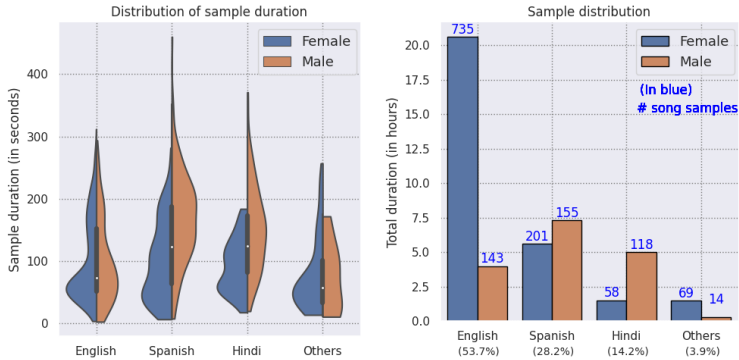 Distribution of sample duration
Female
Male
Sample duration (in seconds)
400
300
200
100
0
English
Spanish
Hindi
Others
Sample distribution
Female
Male
(In blue)
# song samples
Total duration (in hours)
20.0
17.5
15.0
12.5
10.0
7.5
5.0
2.5
0.0
735
143
201
155
58
118
69
14
English
(53.7%)
Spanish
(28.2%)
Hindi
(14.2%)
Others
(3.9%)